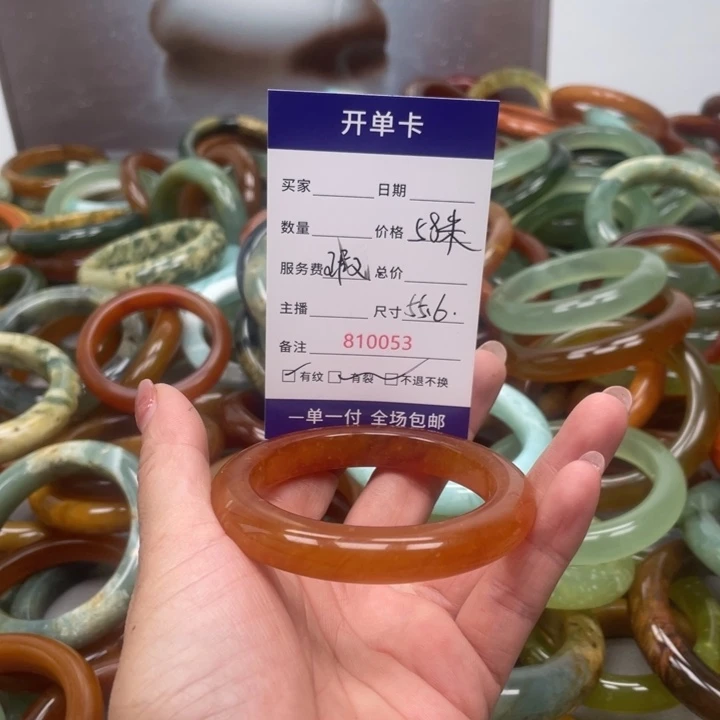 开单卡
买家 日期
数量 价格 58米
服务费 总价
主播 尺寸 55.6.
备注 810053
有纹 有裂 不退不换
一单一付 全场包邮